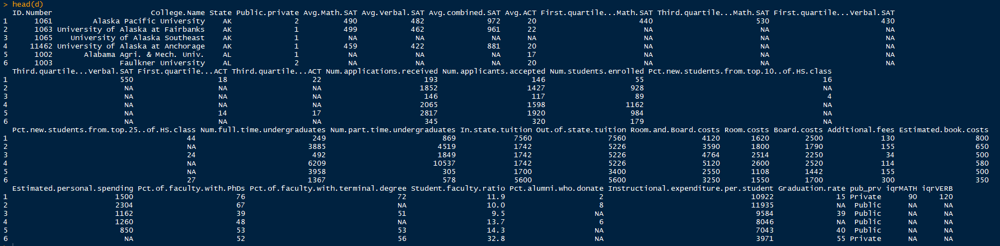 > head(d)
ID.Number College.Name State Public.private Avg.Math.SAT Avg.Verbal.SAT Avg.combined.SAT Avg.ACT First.quartile...Math.SAT Third.quartile...Math.SAT First.quartile...Verbal.SAT
1 1061 Alaska Pacific University AK 2 490 482 972 20 440 530 430
2 1063 University of Alaska at Fairbanks AK 1 499 462 961 22 NA NA NA
3 1065 University of Alaska Southeast AK 1 NA NA NA NA NA NA NA
4 11462 University of Alaska at Anchorage AK 1 459 422 881 20 NA NA NA
5 1002 Alabama Agri. & Mech. Univ. AL 1 NA NA NA 17 NA NA NA
6 1003 Faulkner University AL 2 NA NA NA 20 NA NA NA
Third.quartile...Verbal.SAT First.quartile...ACT Third.quartile...ACT Num.applications.received Num.applicants.accepted Num.students.enrolled Pct.new.students.from.top.10..of.HS.class
1 550 18 22 193 146 55 16
2 NA NA NA 1852 1427 928 NA
3 NA NA NA 146 117 89 4
4 NA NA NA 2065 1598 1162 NA
5 NA 14 17 2817 1920 984 NA
6 NA NA NA 345 320 179 NA
Pct.new.students.from.top.25..of.HS.class Num.full.time.undergraduates Num.part.time.undergraduates In.state.tuition Out.of.state.tuition Room.and.Board.costs Room.costs Board.costs Additional.fees Estimated.book.costs
1 44 249 869 7560 7560 4120 1620 2500 130 800
2 NA 3885 4519 1742 5226 3590 1800 1790 155 650
3 24 492 1849 1742 5226 4764 2514 2250 34 500
4 NA 6209 10537 1742 5226 5120 2600 2520 114 580
5 NA 3958 305 1700 3400 2550 1108 1442 155 500
6 27 1367 578 5600 5600 3250 1550 1700 300 350
Estimated.personal.spending Pct.of.faculty.with.PhDs Pct.of.faculty.with.terminal.degree Student.faculty.ratio Pct.alumni.who.donate Instructional.expenditure.per.student Graduation.rate pub_prv iqrMATH iqrVERB
1 1500 76 72 11.9 2 10922 15 Private 90 120
2 2304 67 NA 10.0 8 11935 NA Public NA NA
3 1162 39 51 9.5 NA 9584 39 Public NA NA
4 1260 48 NA 13.7 6 8046 NA Public NA NA
5 850 53 53 14.3 NA 7043 40 Public NA NA
6 NA 52 56 32.8 NA 3971 55 Private NA NA